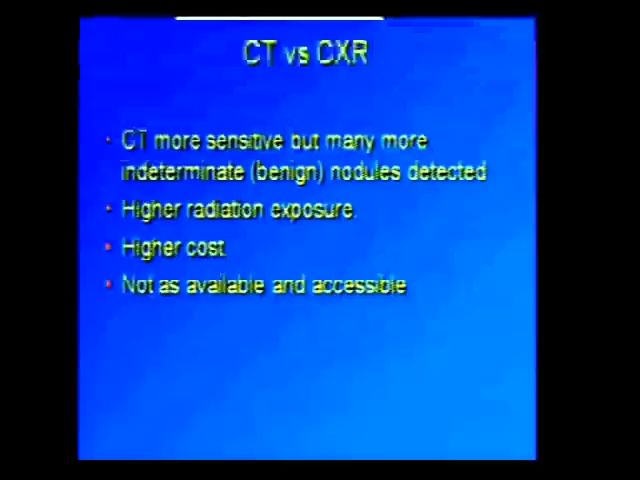 CT vs CXR
CT more sensitive but many more
indeterminate (benign) nodules detected
Higher radiation exposure.
Higher cost
Not as available and accessible